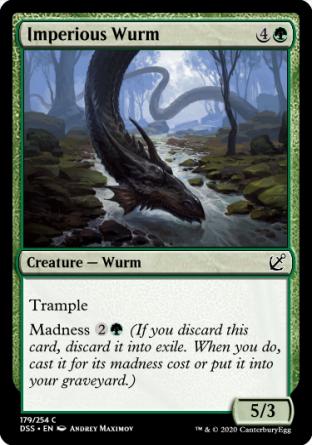 Imperious Wurm 4
Creature — Wurm
Trample
Madness 2 (If you discard this
card, discard it into exile. When you do,
cast it for its madness cost or put it into
your graveyard.)
5/3
179/254 C
DSS • EN Andrey Maximov
™ & © 2020 CanterburyEgg